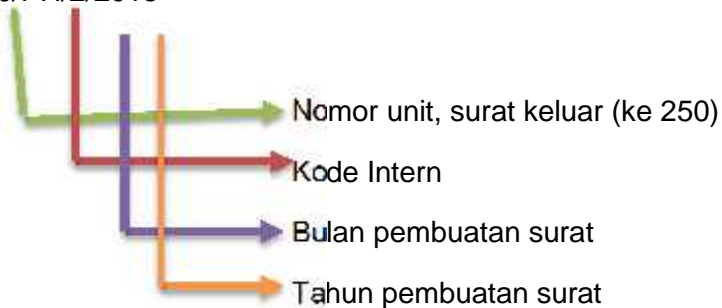 Nomor unit, surat keluar (ke 250)
Kode Intern
Bulan pembuatan surat
Tahun pembuatan surat